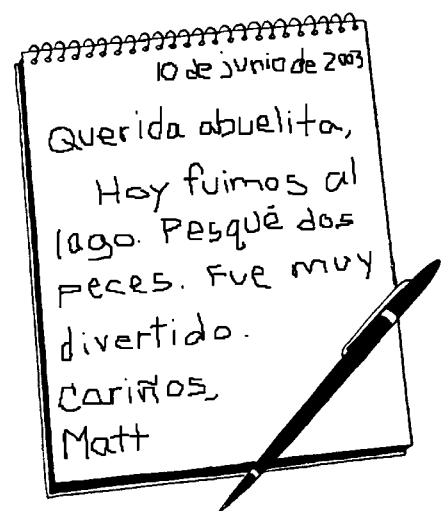 10 de junio de 2003
Querida abuelita,
Hoy fuimos al
lago. Pesqué dos
peces. Fue muy
divertido.
Cariños,
Matt